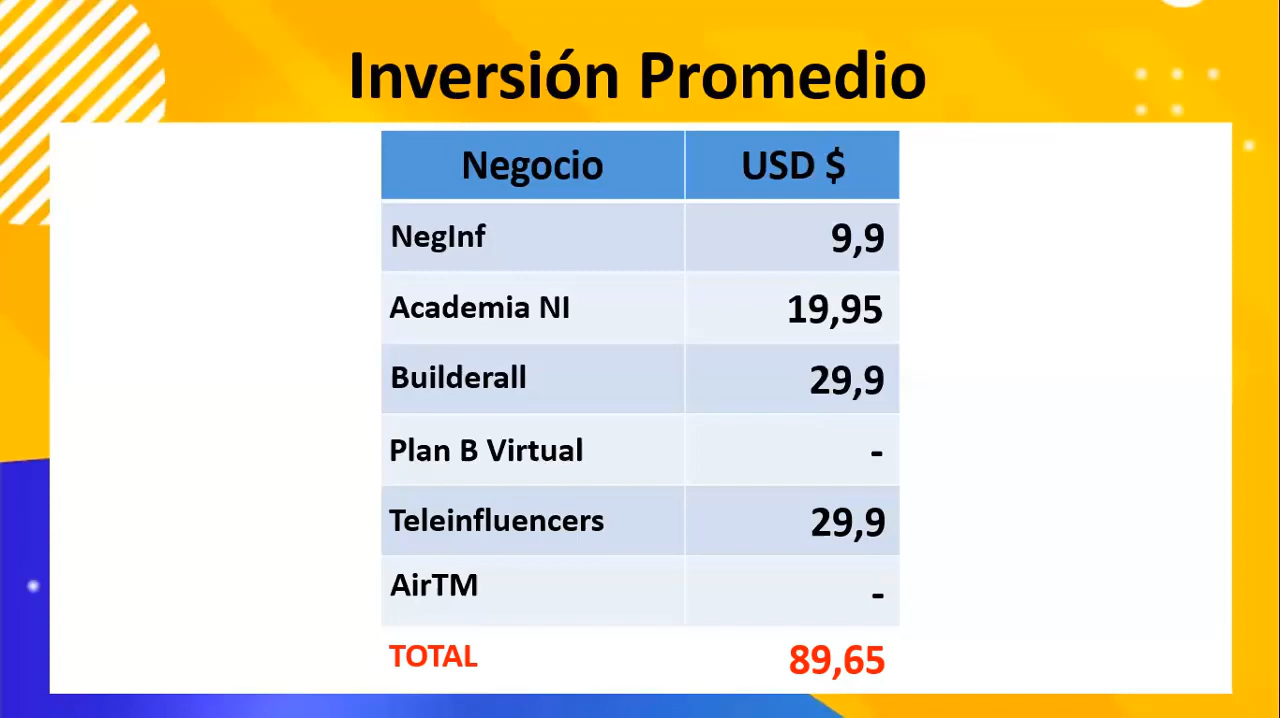 Inversión Promedio
Negocio USD $
NegInf 9,9
Academia NI 19,95
Builderall 29,9
Plan B Virtual -
Teleinfluencers 29,9
AirTM -
TOTAL 89,65